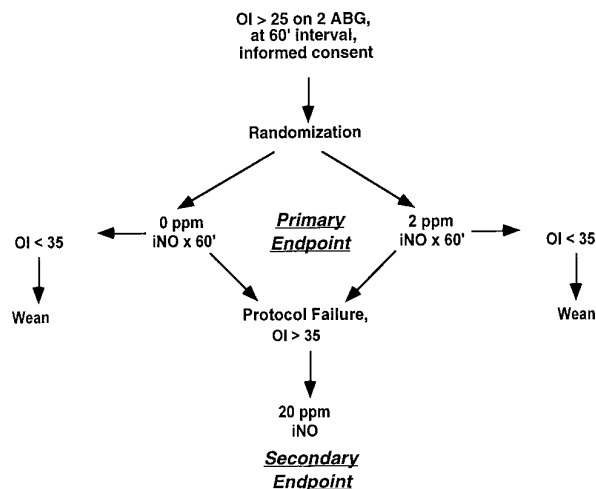 OI > 25 on 2 ABG,
at 60' interval,
informed consent
Randomization
0 ppm
iNO x 60'
Primary
Endpoint
2 ppm
iNO x 60'
OI < 35
OI < 35
Wean
Protocol Failure,
OI > 35
Wean
20 ppm
iNO
Secondary
Endpoint